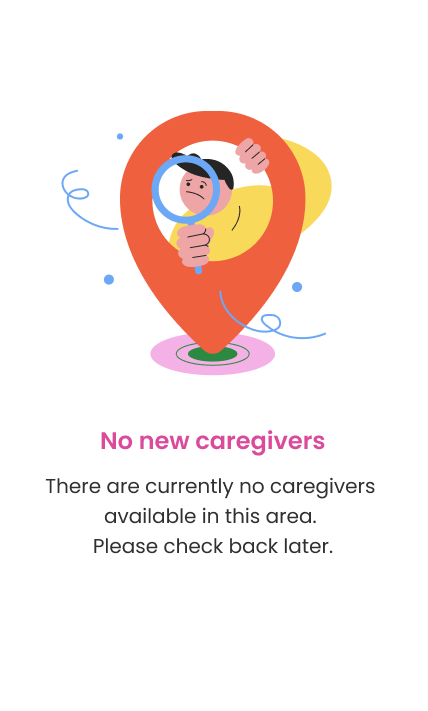 No new caregivers
There are currently no caregivers
available in this area.
Please check back later.